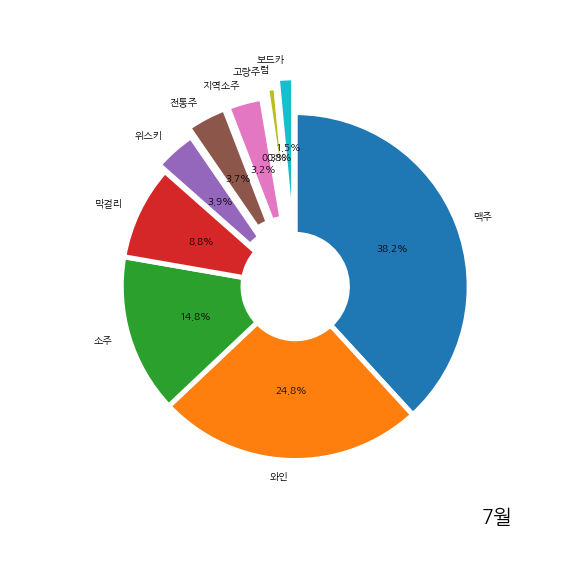 보드카
고량주
럼
지역소주
전통주
위스키
막걸리
소주
와인
맥주
1.5%
3.2%
3.7%
3.9%
8.8%
14.8%
24.8%
38.2%
7월